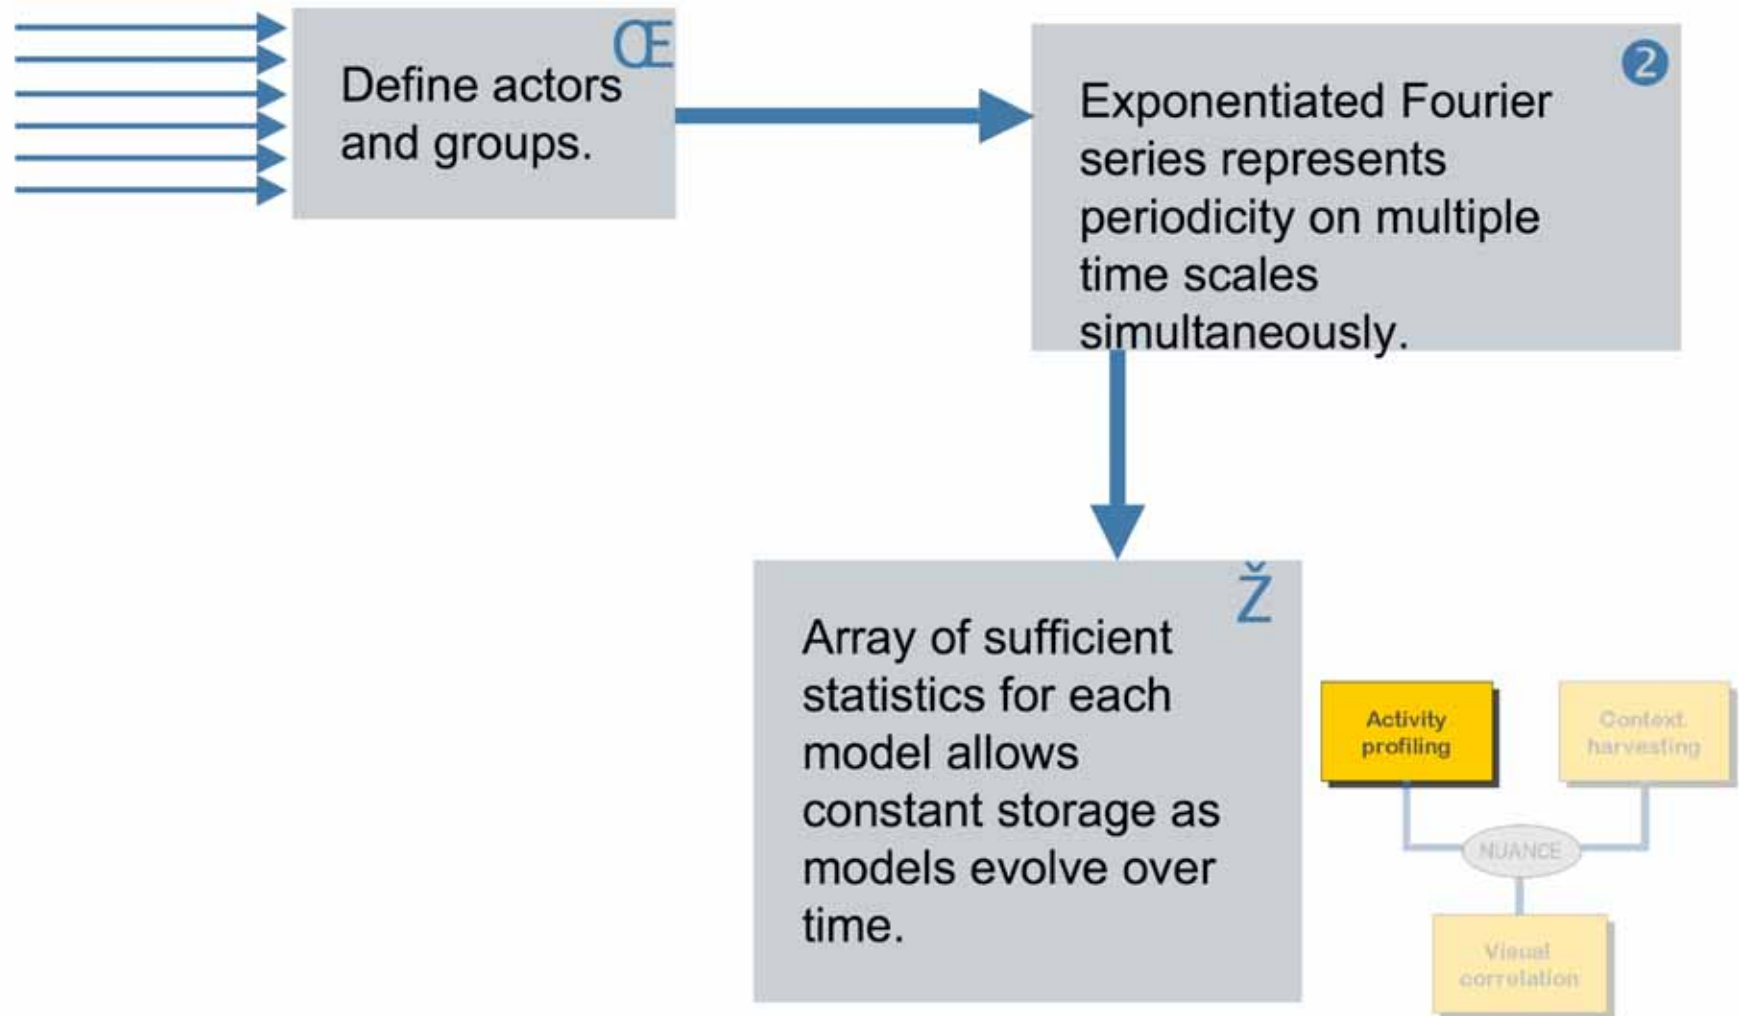 Œ
Define actors
and groups.
❷
Exponentiated Fourier
series represents
periodicity on multiple
time scales
simultaneously.
Ž
Array of sufficient
statistics for each
model allows
constant storage as
models evolve over
time.
Activity
profiling
Context
harvesting
NUANCE
Visual
correlation